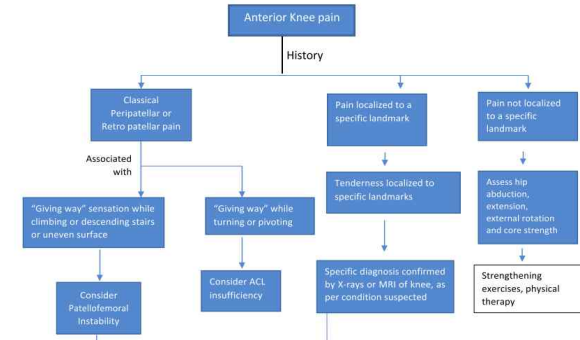 Anterior Knee pain
History
Classical
Peripatellar or
Retro patellar pain
Pain localized to a
specific landmark
Pain not localized
to a specific
landmark
Associated
with
Tenderness localized to
specific landmarks
Assess hip
abduction,
extension,
external rotation
and core strength
“Giving way” sensation while
climbing or descending stairs
or uneven surface
“Giving way” while
turning or pivoting
Consider
Patellofemoral
Instability
Consider ACL
insufficiency
Specific diagnosis confirmed
by X-rays or MRI of knee, as
per condition suspected
Strengthening
exercises, physical
therapy